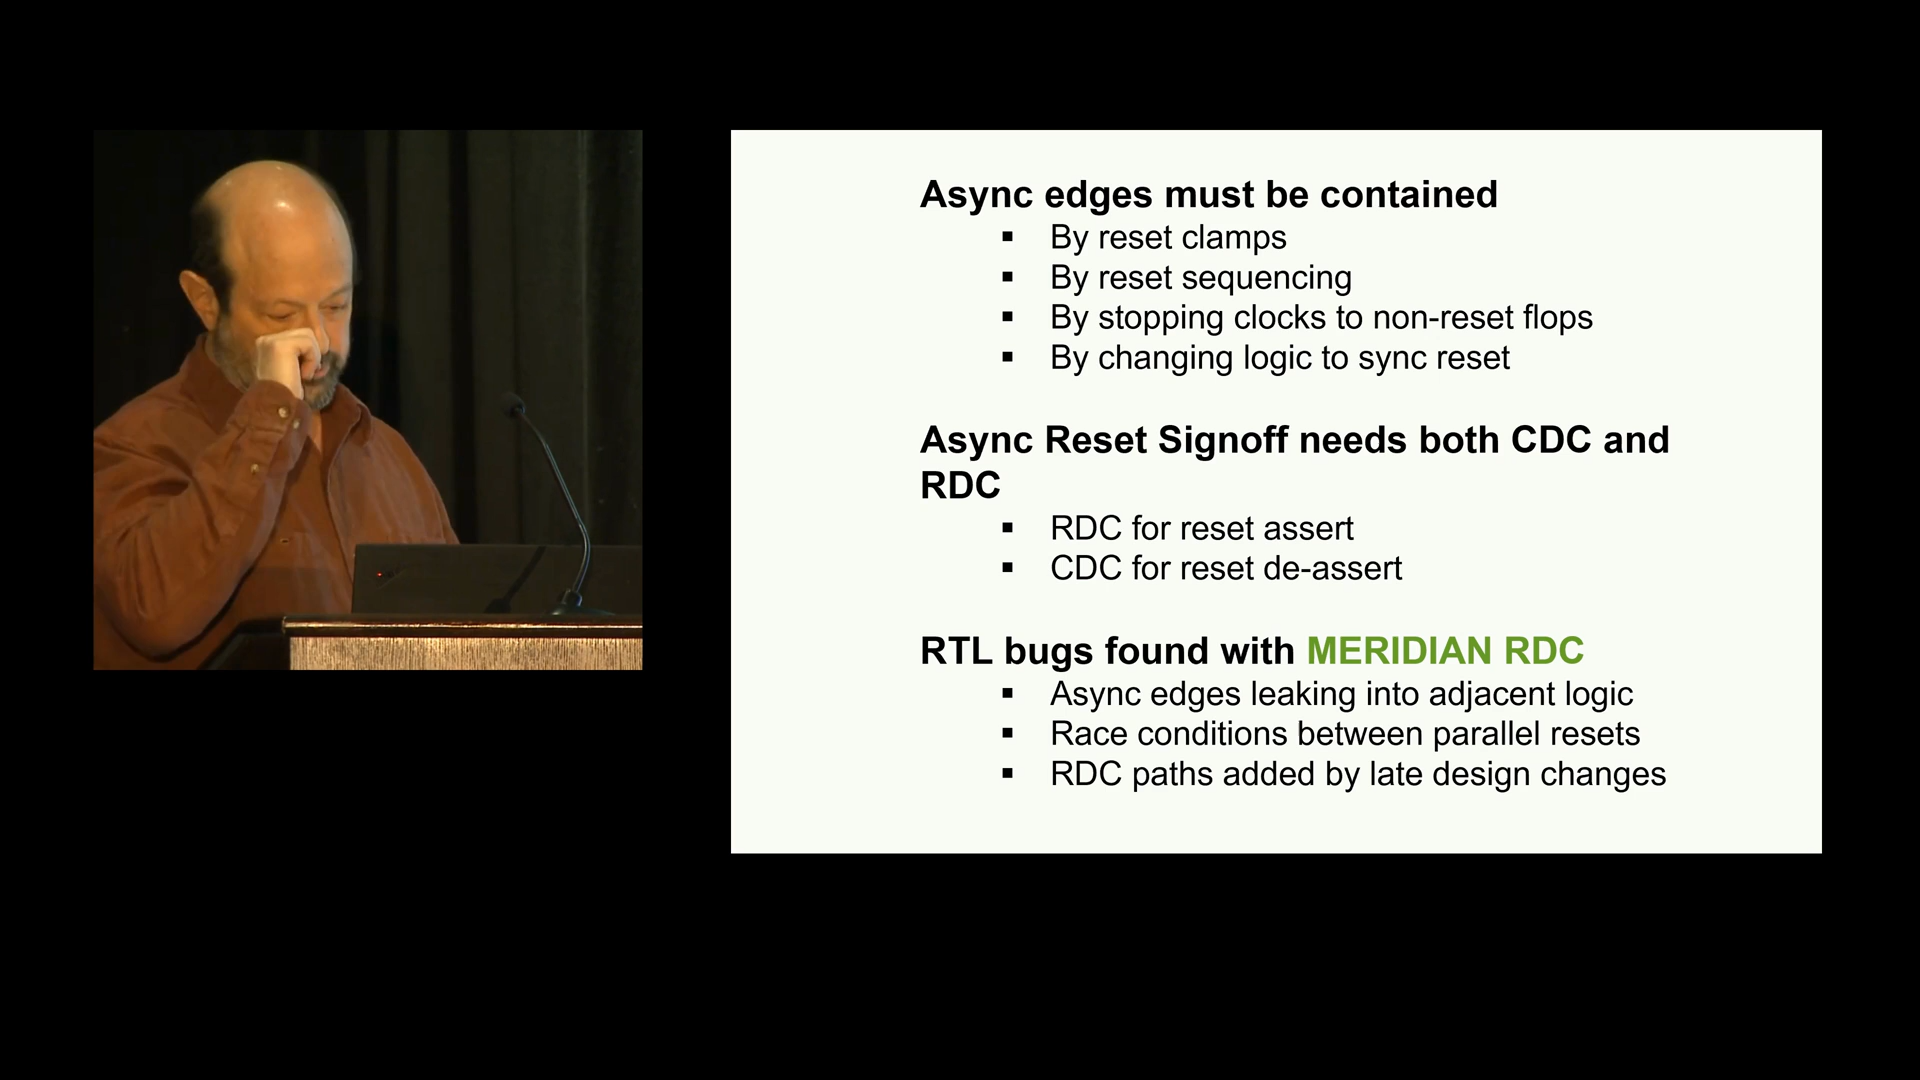 Async edges must be contained
▪ By reset clamps
▪ By reset sequencing
▪ By stopping clocks to non-reset flops
▪ By changing logic to sync reset
Async Reset Signoff needs both CDC and
RDC
▪ RDC for reset assert
▪ CDC for reset de-assert
RTL bugs found with MERIDIAN RDC
▪ Async edges leaking into adjacent logic
▪ Race conditions between parallel resets
▪ RDC paths added by late design changes